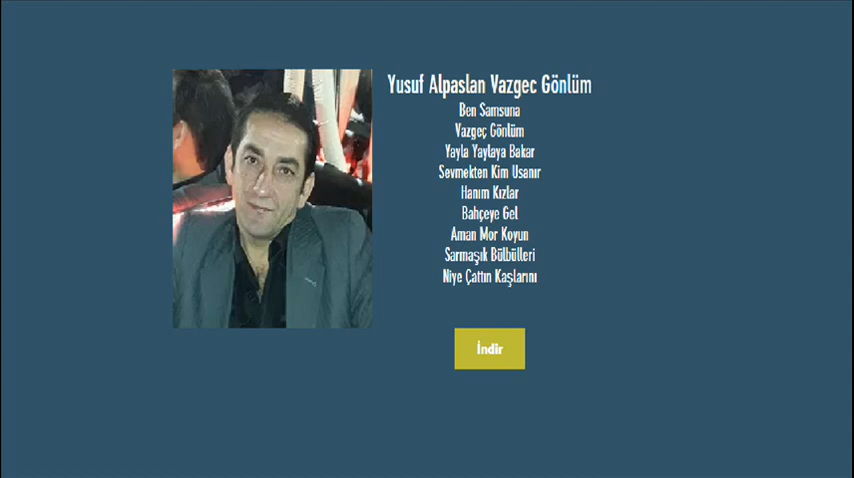 Yusuf Alpaslan Vazgec Gönlüm
Ben Samsuna
Vazgeç Gönlüm
Yayla Yaylaya Bakar
Sevmekten Kim Usanır
Hanım Kızlar
Bahçeye Gel
Aman Mor Koyun
Sarmaşık Bülbülleri
Niye Çattın Kaşlarını
İndir